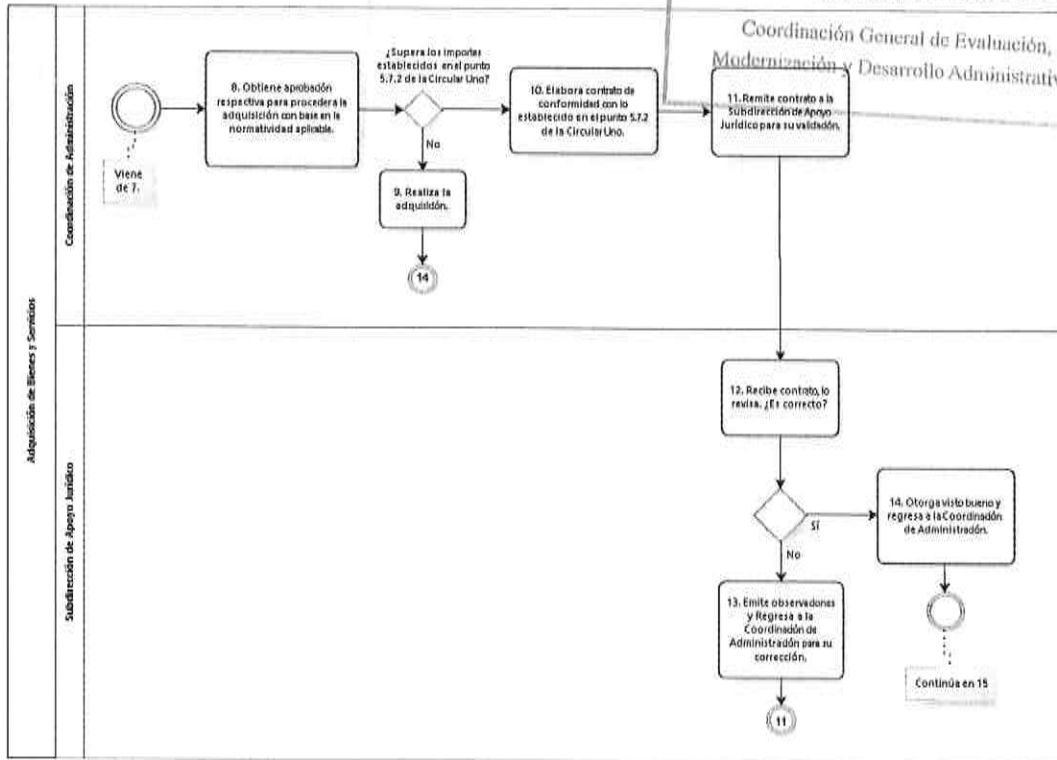 Coordinación General de Evaluación,
Modernización y Desarrollo Administrativ
Adquisición de Bienes y Servicios
Coordinación de Administración
Viene
de 7.
8. Obtiene aprobación
respectiva para proceder a la
adquisición con base en la
normatividad aplicable.
¿Supera los importes
establecidos en el punto
5.7.2 de la Circular Uno?
No
9. Realiza la
adquisición.
14
10. Elabora contrato de
conformidad con lo
establecido en el punto 5.7.2
de la Circular Uno.
11. Remite contrato a la
Subdirección de Apoyo
Jurídico para su validación.
Subdirección de Apoyo Jurídico
12. Recibe contrato, lo
revisa. ¿Es correcto?
Sí
No
14. Otorga visto bueno y
regresa a la Coordinación
de Administración.
13. Emite observaciones
y Regresa a la
Coordinación de
Administración para su
corrección.
11
Continúa en 15